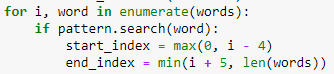 for i, word in enumerate(words):
    if pattern.search(word):
        start_index = max(0, i - 4)
        end_index = min(i + 5, len(words))